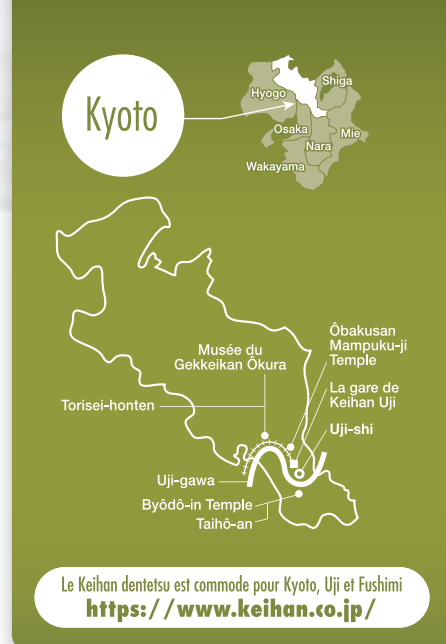 Kyoto
Hyogo
Shiga
Osaka
Mie
Nara
Wakayama
Ôbakusan
Mampuku-ji
Temple
Musée du
Gekkeikan Ôkura
La gare de
Keihan Uji
Torisei-honten
Uji-shi
Uji-gawa
Byôdô-in Temple
Taihô-an
Le Keihan dentetsu est commode pour Kyoto, Uji et Fushimi
https://www.keihan.co.jp/